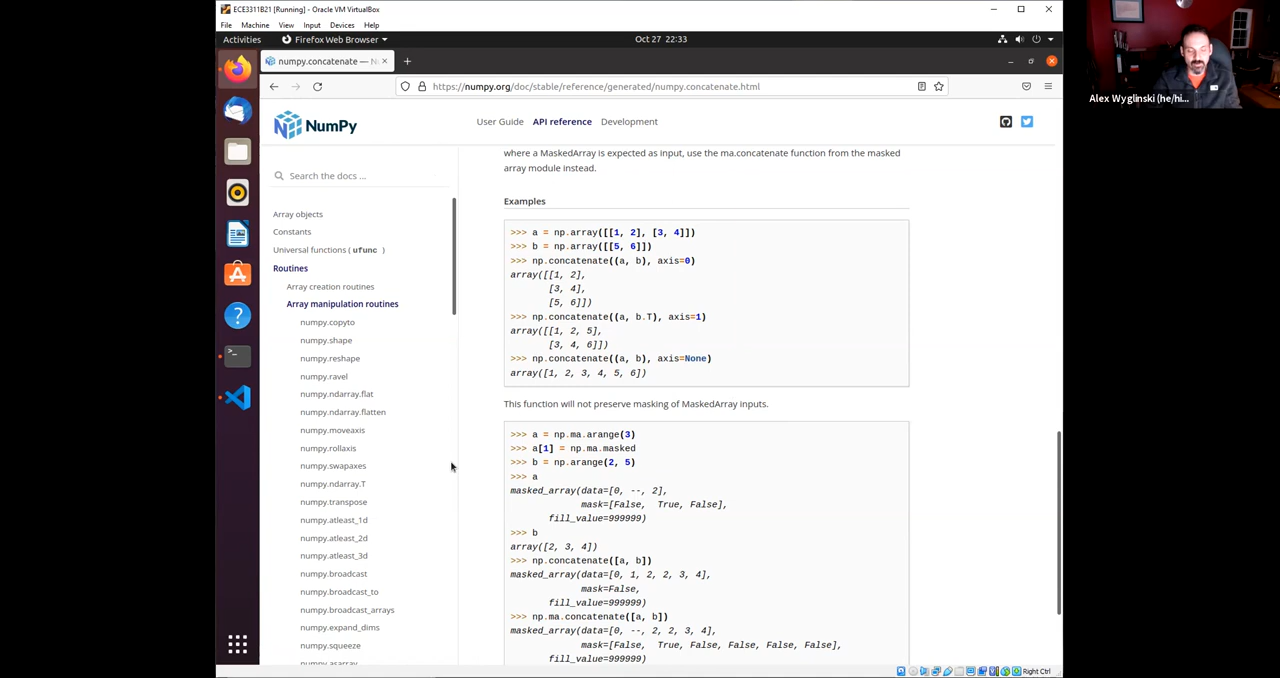 ECE3311B21 [Running] - Oracle VM VirtualBox
File Machine View Input Devices Help
Activities Firefox Web Browser Oct 27 22:33
numpy.concatenate — Nu
https://numpy.org/doc/stable/reference/generated/numpy.concatenate.html
NumPy
User Guide API reference Development
Search the docs ...
Array objects
Constants
Universal functions ( ufunc )
Routines
Array creation routines
Array manipulation routines
numpy.copyto
numpy.shape
numpy.reshape
numpy.ravel
numpy.ndarray.flat
numpy.ndarray.flatten
numpy.moveaxis
numpy.rollaxis
numpy.swapaxes
numpy.ndarray.T
numpy.transpose
numpy.atleast_1d
numpy.atleast_2d
numpy.atleast_3d
numpy.broadcast
numpy.broadcast_to
numpy.broadcast_arrays
numpy.expand_dims
numpy.squeeze
numpy.asarray
where a MaskedArray is expected as input, use the ma.concatenate function from the masked
array module instead.
Examples
>>> a = np.array([[1, 2], [3, 4]])
>>> b = np.array([[5, 6]])
>>> np.concatenate((a, b), axis=0)
array([[1, 2],
[3, 4],
[5, 6]])
>>> np.concatenate((a, b.T), axis=1)
array([[1, 2, 5],
[3, 4, 6]])
>>> np.concatenate((a, b), axis=None)
array([1, 2, 3, 4, 5, 6])
This function will not preserve masking of MaskedArray inputs.
>>> a = np.ma.arange(3)
>>> a[1] = np.ma.masked
>>> b = np.arange(2, 5)
>>> a
masked_array(data=[0, --, 2],
mask=[False, True, False],
fill_value=999999)
>>> b
array([2, 3, 4])
>>> np.concatenate([a, b])
masked_array(data=[0, 1, 2, 2, 3, 4],
mask=False,
fill_value=999999)
>>> np.ma.concatenate([a, b])
masked_array(data=[0, --, 2, 2, 3, 4],
mask=[False, True, False, False, False, False],
fill_value=999999)
Right Ctrl
Alex Wyglinski (he/hi...